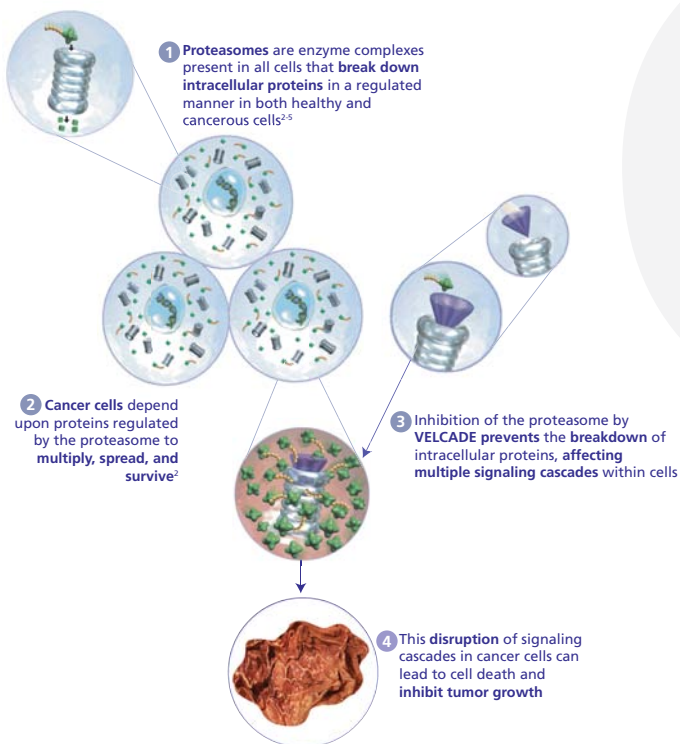 1 Proteasomes are enzyme complexes
present in all cells that break down
intracellular proteins in a regulated
manner in both healthy and
cancerous cells2-5
2 Cancer cells depend
upon proteins regulated
by the proteasome to
multiply, spread, and
survive2
3 Inhibition of the proteasome by
VELCADE prevents the breakdown of
intracellular proteins, affecting
multiple signaling cascades within cells
4 This disruption of signaling
cascades in cancer cells can
lead to cell death and
inhibit tumor growth